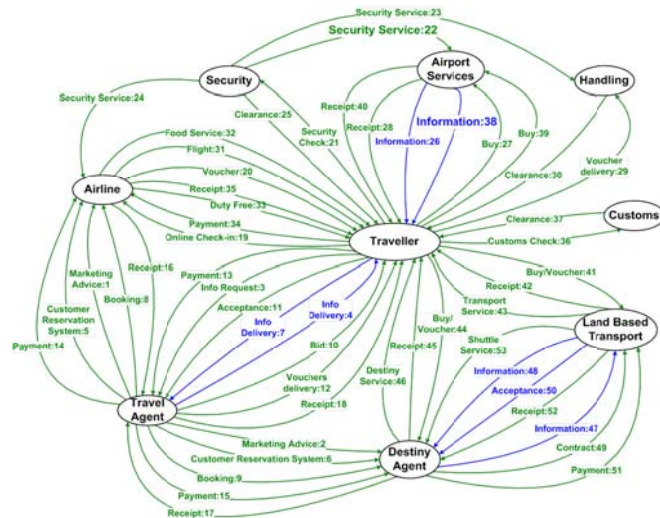 Security Service:23
Security Service:22
Airport
Services
Security
Handling
Security Service:24
Receipt:40
Clearance:25
Information:38
Food Service:32
Security
Check:21
Receipt:28
Information:26
Buy:27
Buy:39
Flight:31
Voucher
delivery:29
Voucher:20
Clearance:30
Airline
Receipt:35
Duty Free:33
Clearance:37
Customs
Payment:34
Online Check-in:19
Traveller
Customs Check:36
Receipt:16
Payment:13
Buy/Voucher:41
Marketing
Advice:1
Info Request:3
Receipt:42
Booking:8
Acceptance:11
Info
Delivery:4
Transport
Service:43
Customer
Reservation
System:5
Info
Delivery:7
Buy/
Voucher:44
Land Based
Transport
Payment:14
Bid:10
Receipt:45
Shuttle
Service:53
Destiny
Service:46
Information:48
Vouchers
delivery:12
Acceptance:50
Travel
Agent
Receipt:18
Receipt:52
Information:47
Marketing Advice:2
Contract:49
Customer Reservation System:6
Destiny
Agent
Booking:9
Payment:51
Payment:15
Receipt:17